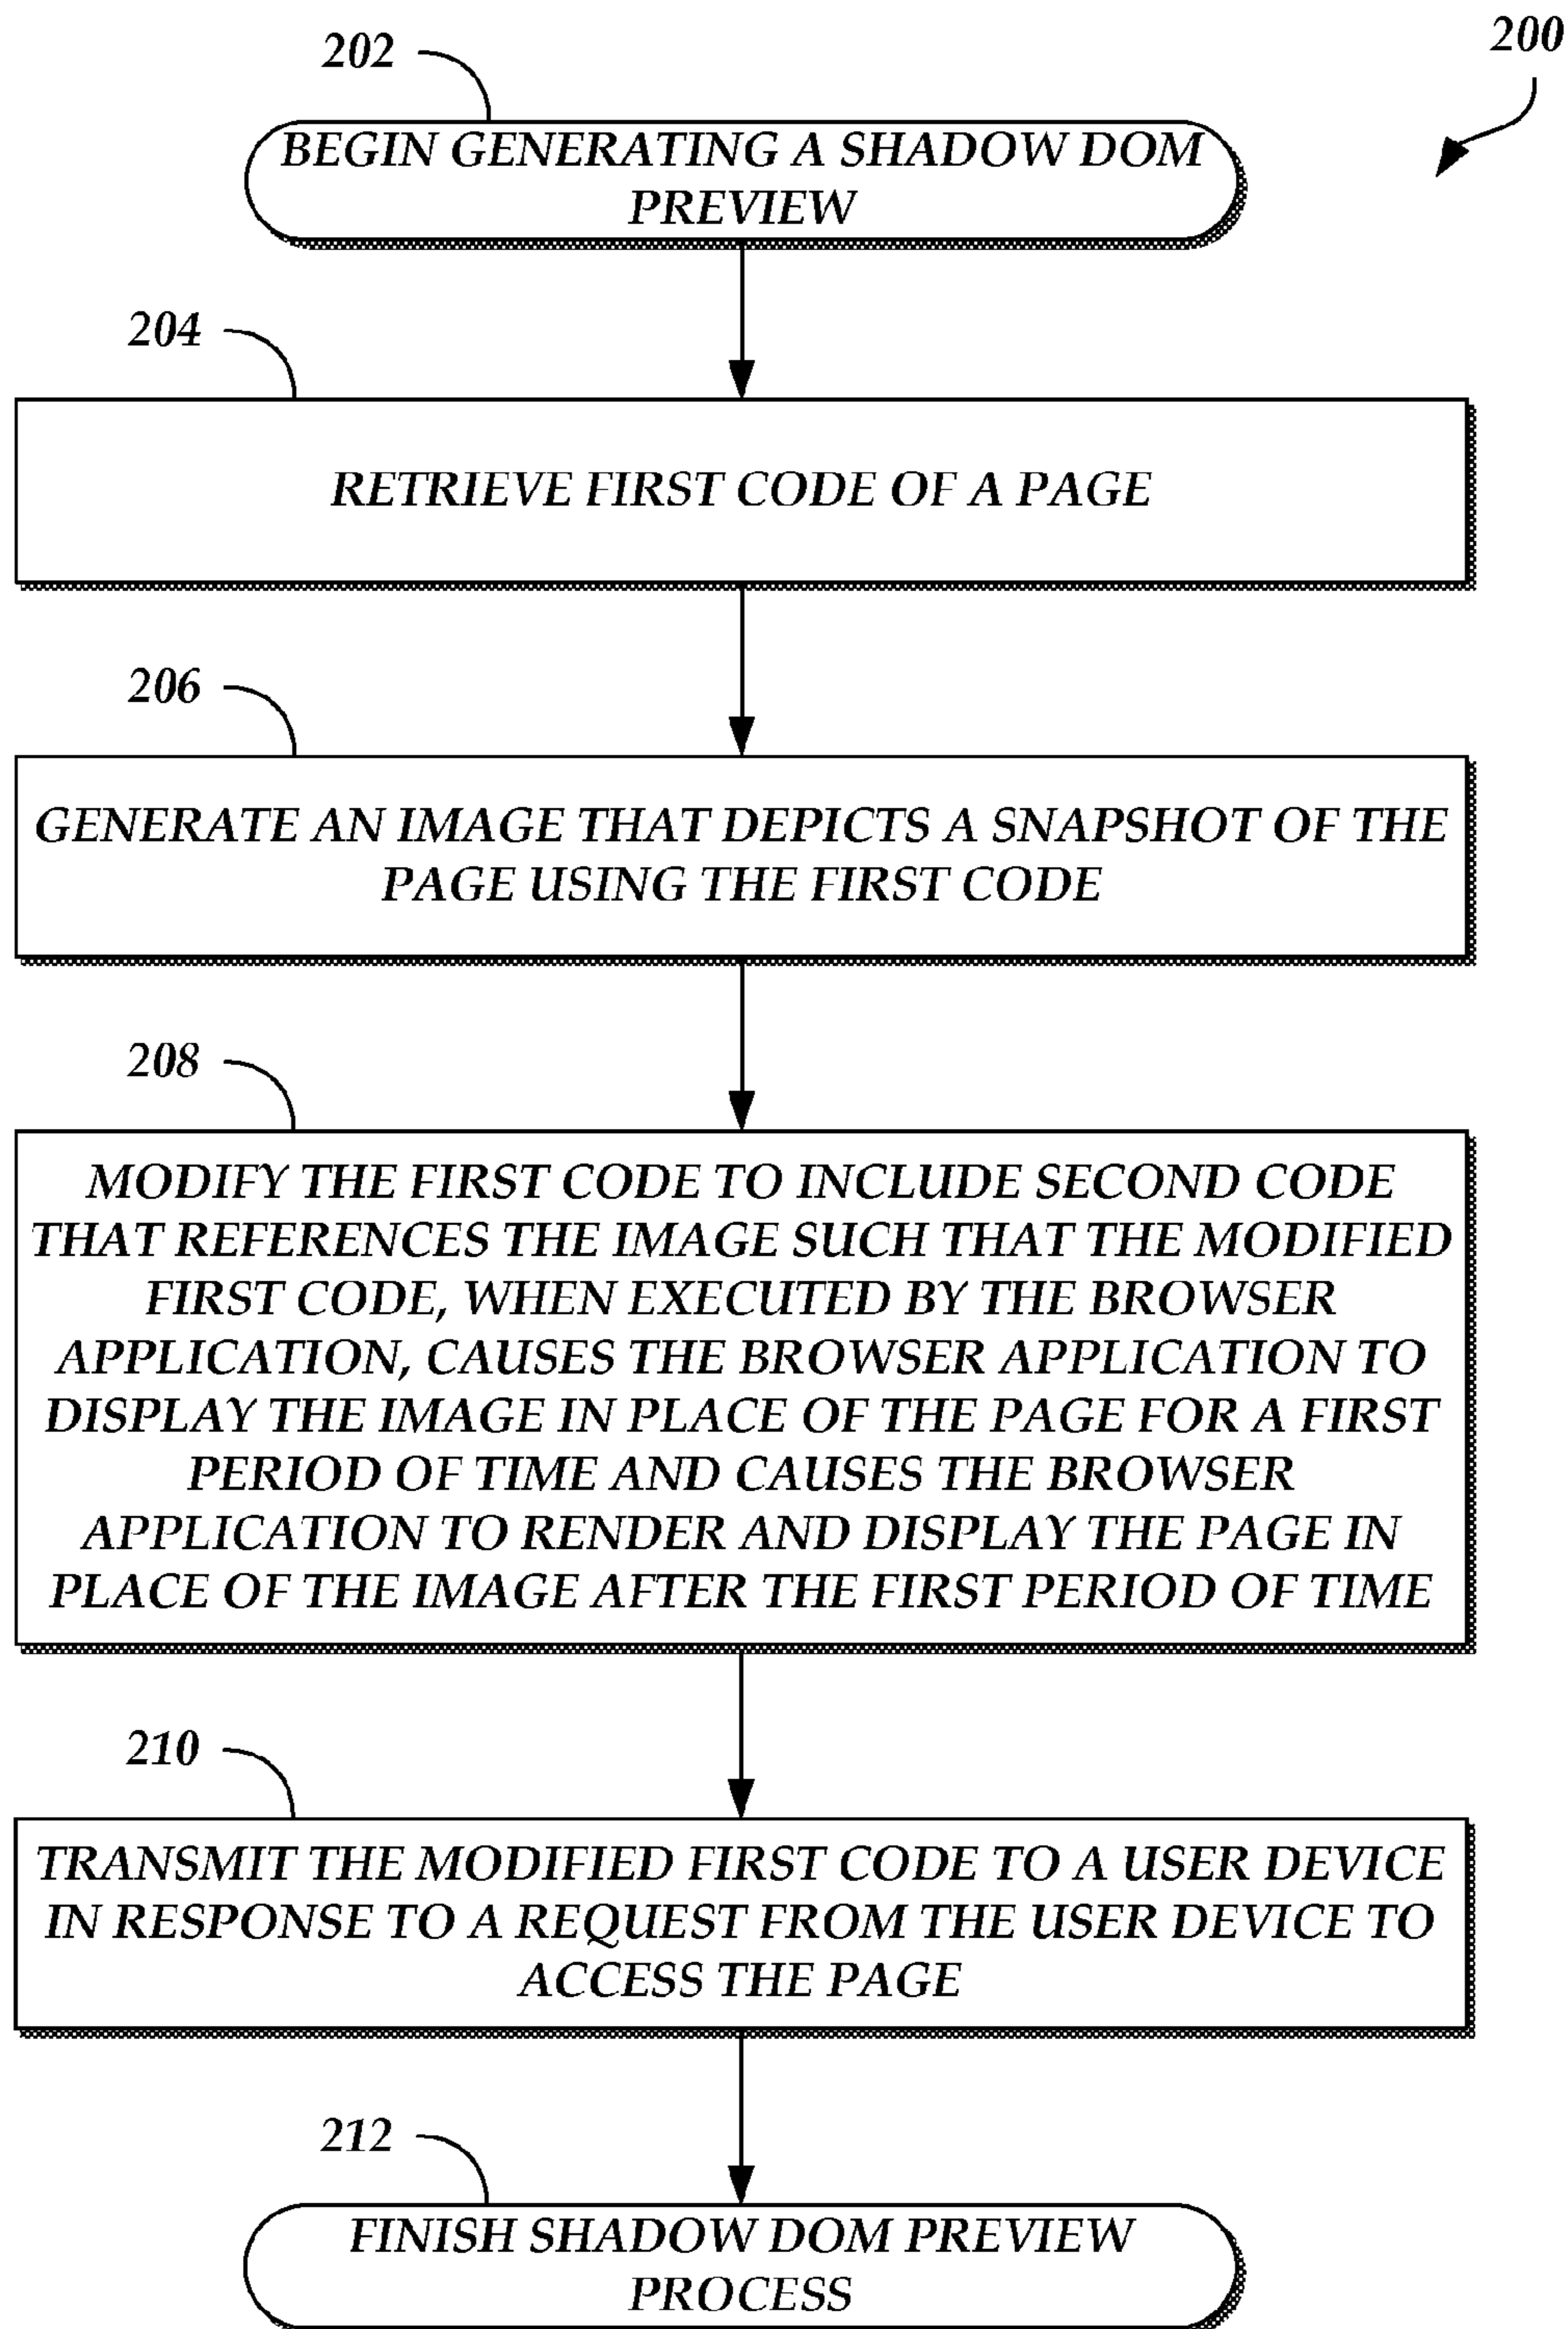 200
202
BEGIN GENERATING A SHADOW DOM
PREVIEW
204
RETRIEVE FIRST CODE OF A PAGE
206
GENERATE AN IMAGE THAT DEPICTS A SNAPSHOT OF THE
PAGE USING THE FIRST CODE
208
MODIFY THE FIRST CODE TO INCLUDE SECOND CODE
THAT REFERENCES THE IMAGE SUCH THAT THE MODIFIED
FIRST CODE, WHEN EXECUTED BY THE BROWSER
APPLICATION, CAUSES THE BROWSER APPLICATION TO
DISPLAY THE IMAGE IN PLACE OF THE PAGE FOR A FIRST
PERIOD OF TIME AND CAUSES THE BROWSER
APPLICATION TO RENDER AND DISPLAY THE PAGE IN
PLACE OF THE IMAGE AFTER THE FIRST PERIOD OF TIME
210
TRANSMIT THE MODIFIED FIRST CODE TO A USER DEVICE
IN RESPONSE TO A REQUEST FROM THE USER DEVICE TO
ACCESS THE PAGE
212
FINISH SHADOW DOM PREVIEW
PROCESS